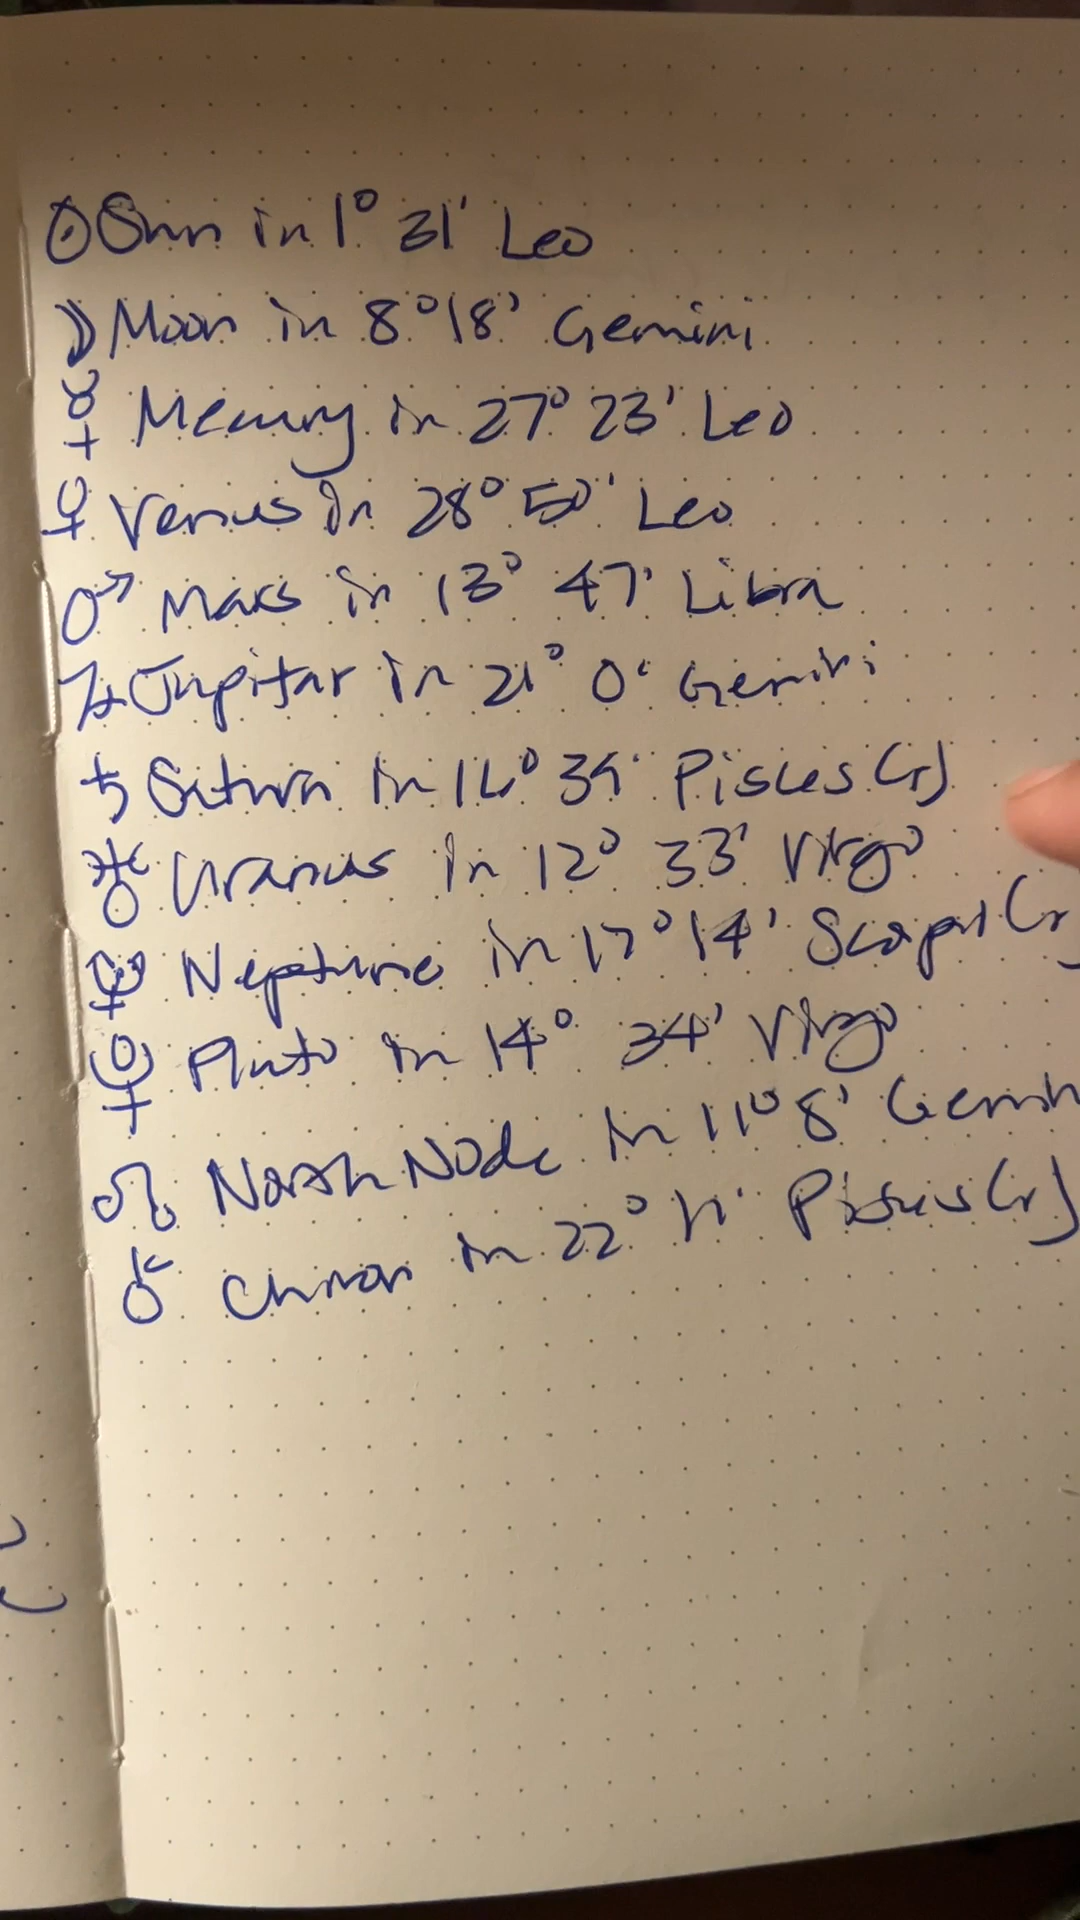 ☉ Sun in 1° 31' Leo
☽ Moon in 8° 18' Gemini
☿ Mercury in 27° 23' Leo
♀ Venus in 28° 50' Leo
♂ Mars in 13° 47' Libra
♃ Jupitar in 21° 0' Gemini
♄ Saturn in 39' Pisces (r)
♅ Uranus in 12° 33' Virgo
♆ Neptune in 17° 14' Scorpi (r)
♇ Pluto in 14° 34' Virgo
☊ North Node in 11° 8' Gemin
⚷ Chiron in 22° 11' Pisces (r)